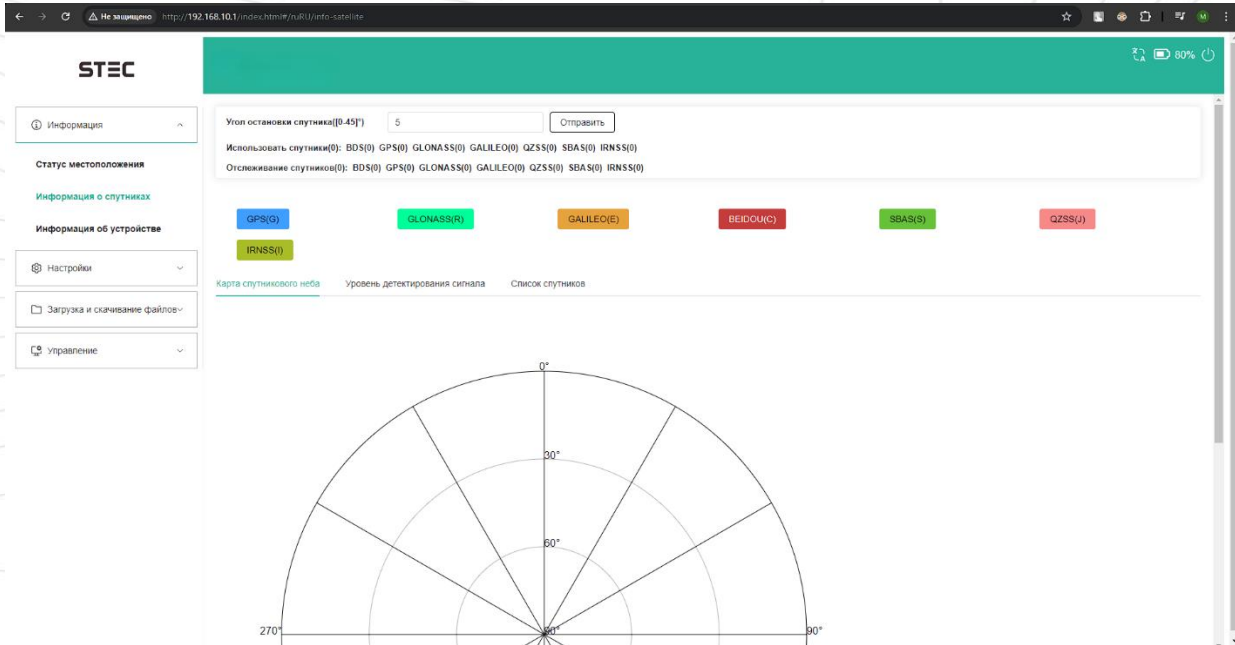 Не защищено http://192.168.10.1/index.html#/ruRU/info-satellite
M
STEC
80%
Информация
Статус местоположения
Информация о спутниках
Информация об устройстве
Настройки
Загрузка и скачивание файлов
Управление
Угол остановки спутника([0-45]°) 5 Отправить
Использовать спутники(0): BDS(0) GPS(0) GLONASS(0) GALILEO(0) QZSS(0) SBAS(0) IRNSS(0)
Отслеживание спутников(0): BDS(0) GPS(0) GLONASS(0) GALILEO(0) QZSS(0) SBAS(0) IRNSS(0)
GPS(G) GLONASS(R) GALILEO(E) BEIDOU(C) SBAS(S) QZSS(J)
IRNSS(I)
Карта спутникового неба Уровень детектирования сигнала Список спутников
0°
30°
60°
270° 90° 90°